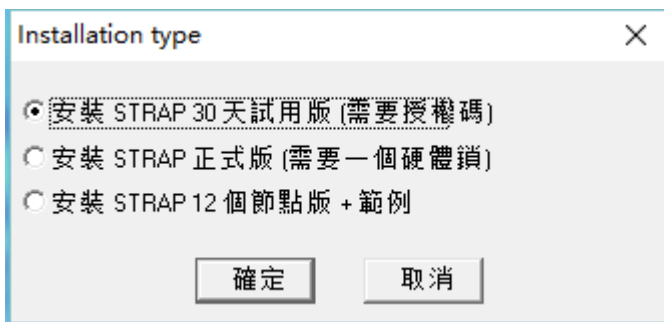 Installation type
安裝 STRAP 30 天試用版 (需要授權碼)
安裝 STRAP 正式版 (需要一個硬體鎖)
安裝 STRAP 12 個節點版 + 範例
確定 取消